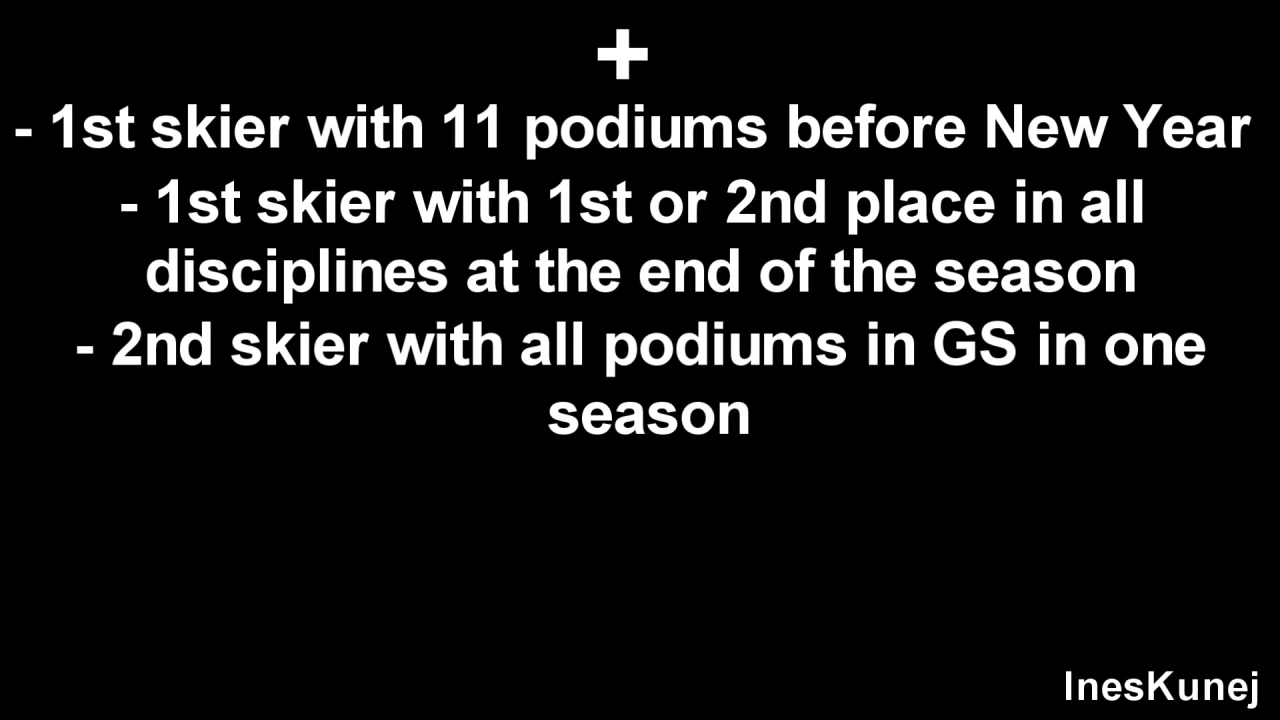 +
- 1st skier with 11 podiums before New Year
- 1st skier with 1st or 2nd place in all
disciplines at the end of the season
- 2nd skier with all podiums in GS in one
season
InesKunej